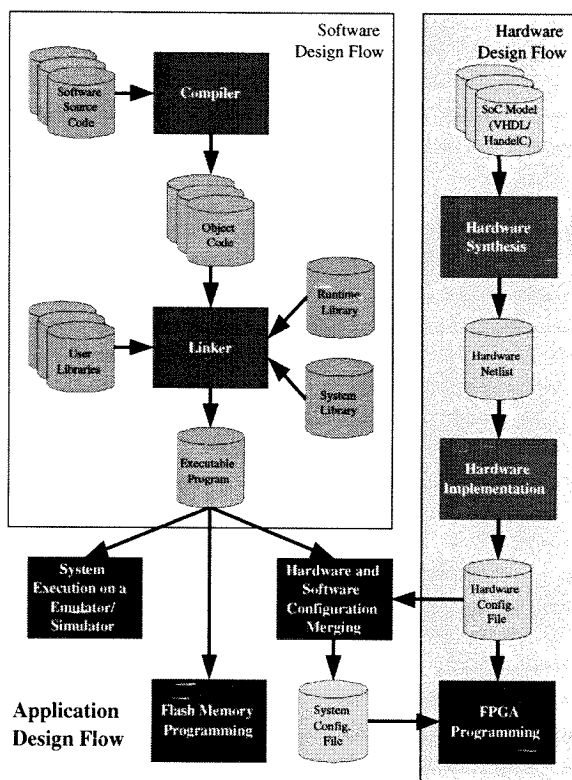 Software
Design Flow
Software
Source
Code
Compiler
Object
Code
User
Libraries
Linker
Runtime
Library
System
Library
Executable
Program
Hardware
Design Flow
SoC Model
(VHDL/
HandelC)
Hardware
Synthesis
Hardware
Netlist
Hardware
Implementation
Hardware
Config.
File
System
Execution on a
Emulator/
Simulator
Hardware and
Software
Configuration
Merging
Flash Memory
Programming
System
Config.
File
FPGA
Programming
Application
Design Flow